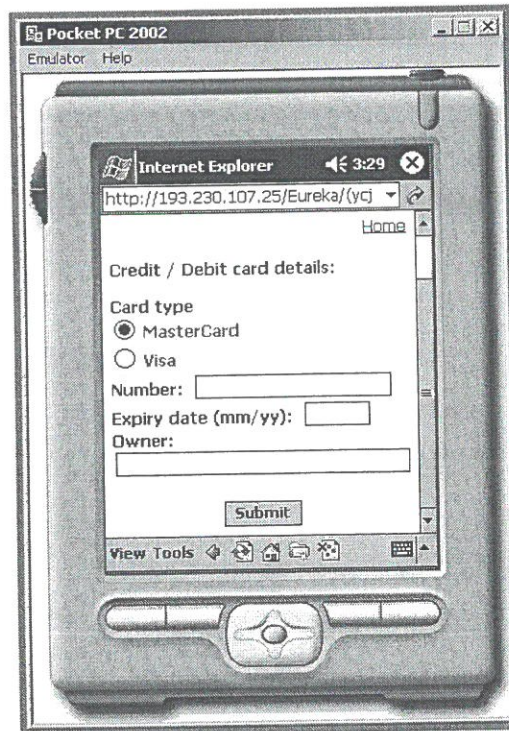 Pocket PC 2002
Emulator Help
Internet Explorer 3:29
http://193.230.107.25/Eureka/(ycj
Home
Credit / Debit card details:
Card type
MasterCard
Visa
Number:
Expiry date (mm/yy):
Owner:
Submit
View Tools